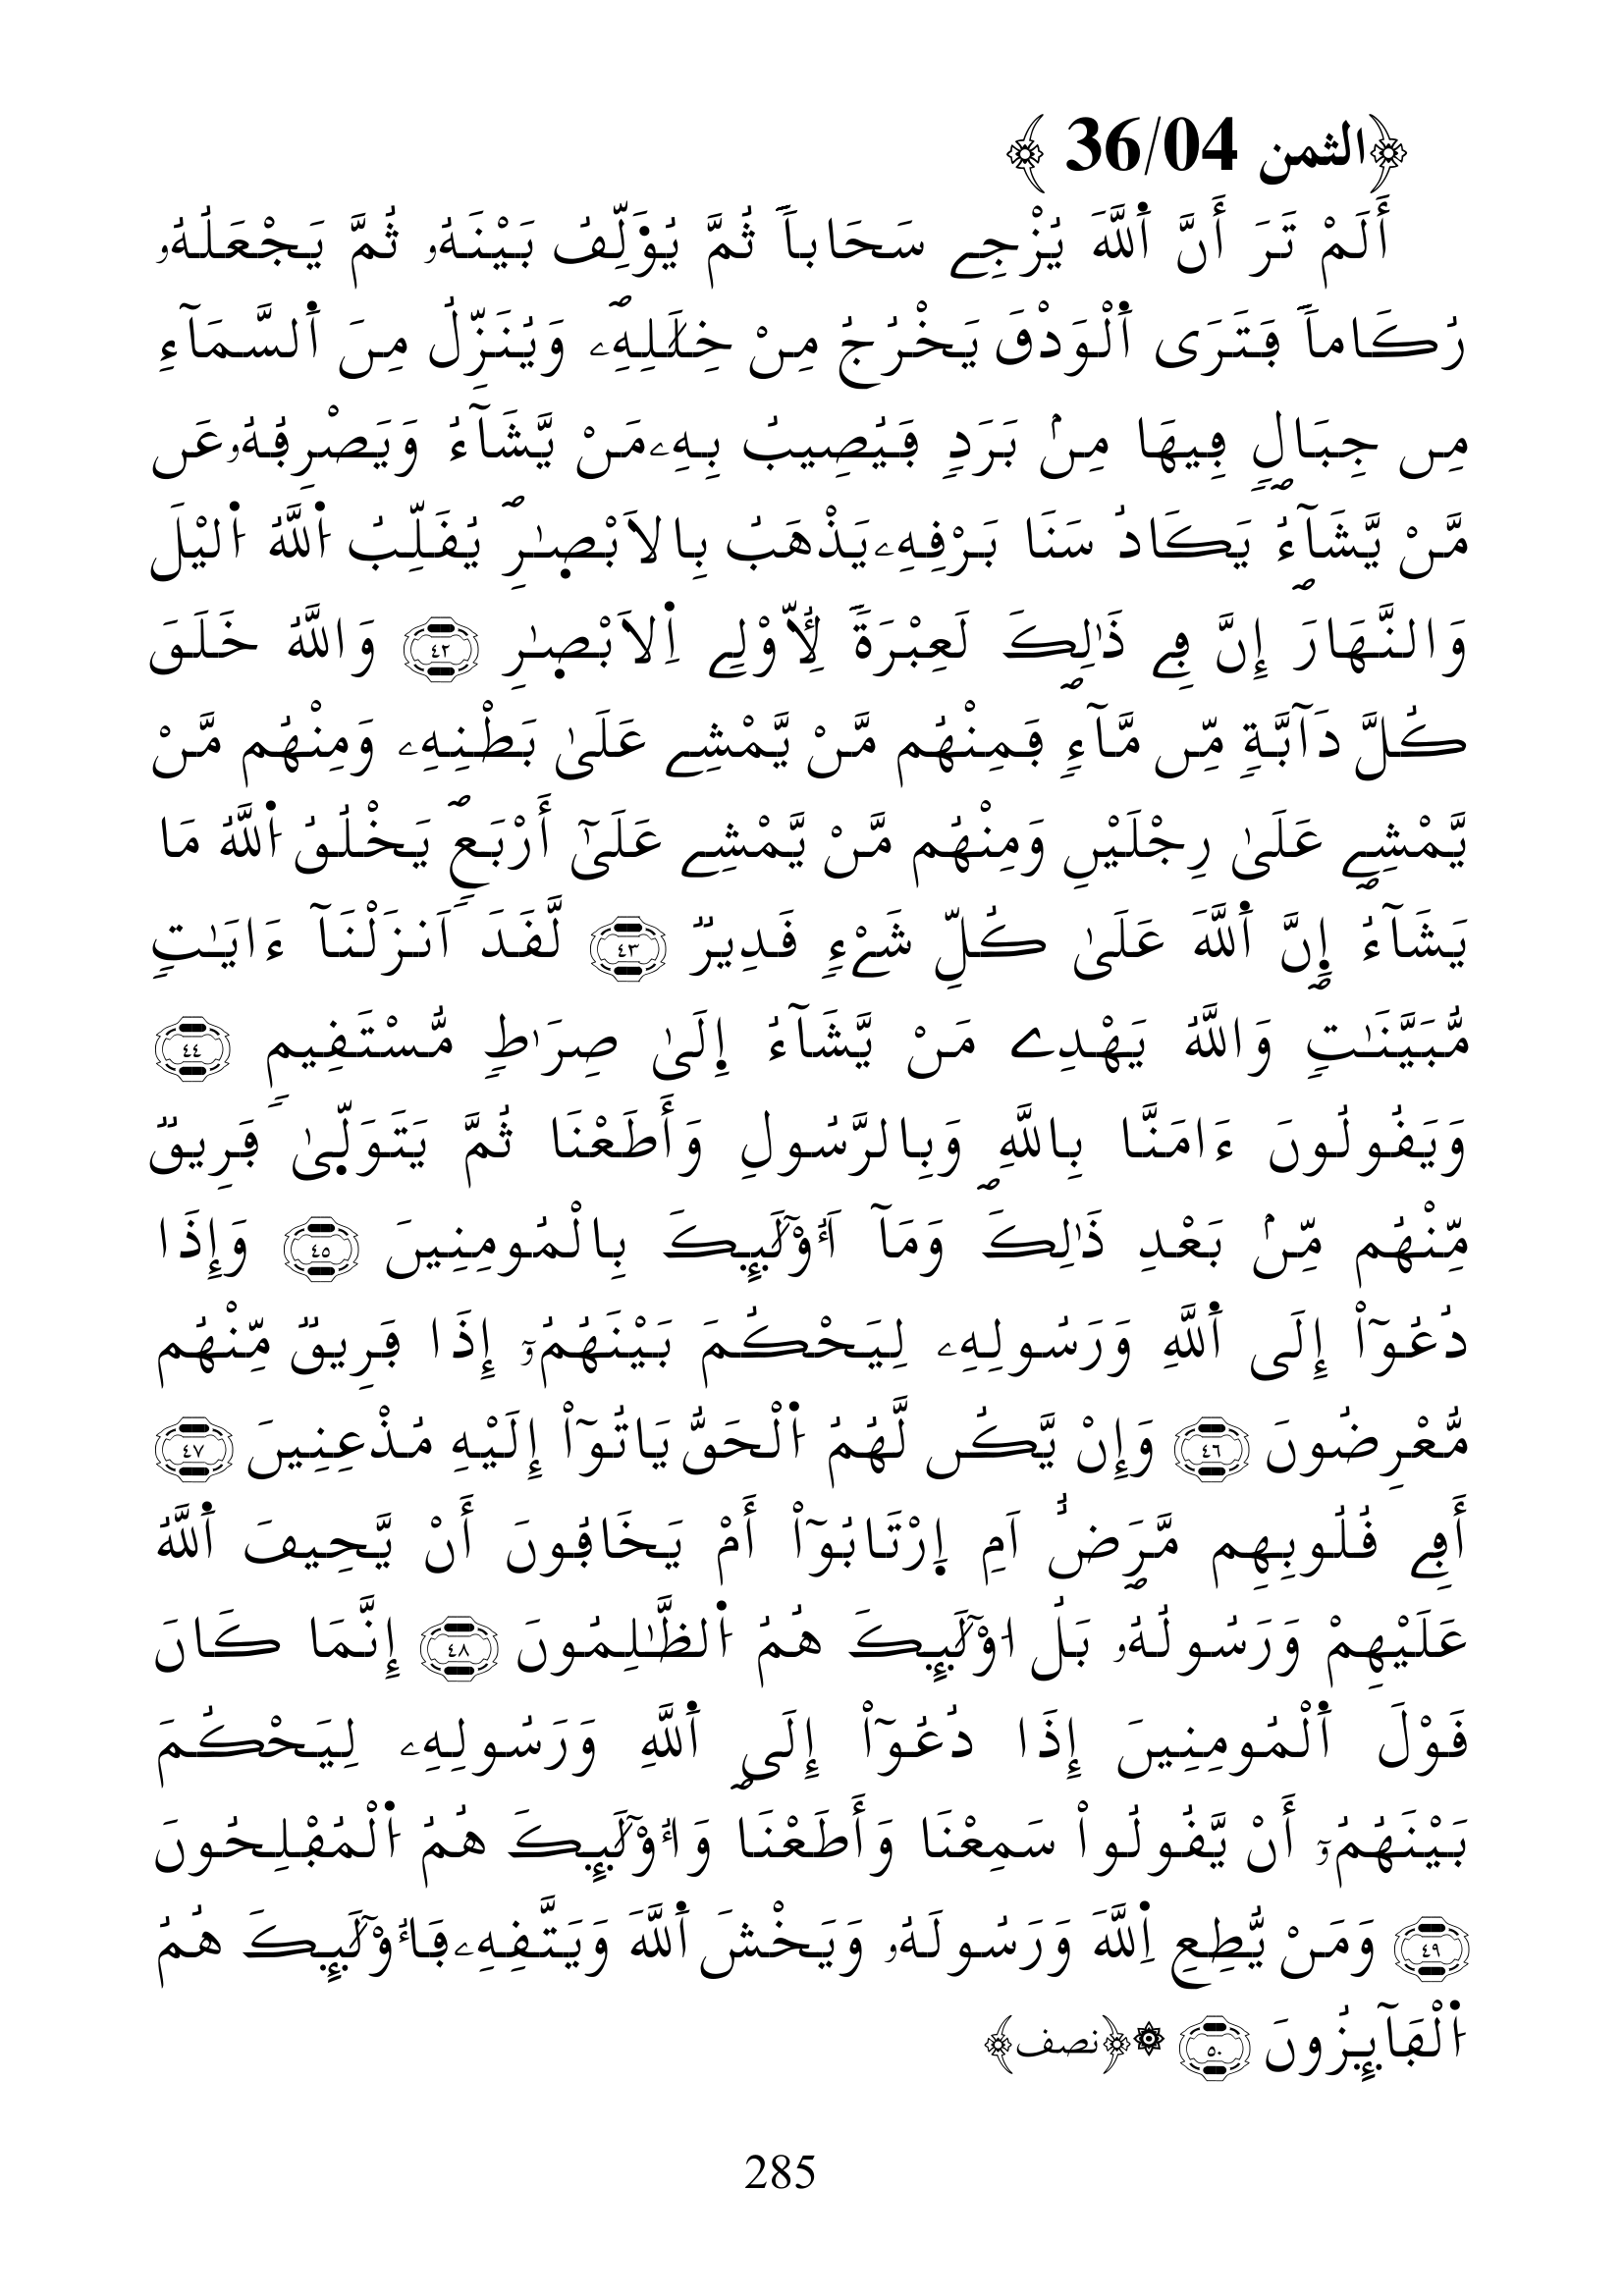 ﴿الثمن 36/04 ﴾
أَلَمْ تَرَ أَنَّ اَ۬للَّهَ يُزْجِے سَحَاباٗ ثُمَّ يُوَ۬لِّفُ بَيْنَهُۥ ثُمَّ يَجْعَلُهُۥ
رُكَاماٗ فَتَرَى اَ۬لْوَدْقَ يَخْرُجُ مِنْ خِلَٰلِهِۦۖ وَيُنَزِّلُ مِنَ اَ۬لسَّمَآءِ
مِن جِبَالٖ فِيهَا مِنۢ بَرَدٖ فَيُصِيبُ بِهِۦ مَنْ يَّشَآءُ وَيَصْرِفُهُۥ عَن
مَّنْ يَّشَآءُۖ يَكَادُ سَنَا بَرْقِهِۦ يَذْهَبُ بِالَابْصٰ۪رِۖ يُقَلِّبُ اُ۬للَّهُ اُ۬ليْلَ
وَالنَّهَارَۖ إِنَّ فِے ذَٰلِكَ لَعِبْرَةٗ لِّأُوْلِے اِ۬لَابْصٰ۪رِ ۝٤٢ وَاللَّهُ خَلَقَ
كُلَّ دَآبَّةٖ مِّن مَّآءٖۖ فَمِنْهُم مَّنْ يَّمْشِے عَلَىٰ بَطْنِهِۦ وَمِنْهُم مَّنْ
يَّمْشِے عَلَىٰ رِجْلَيْنِ وَمِنْهُم مَّنْ يَّمْشِے عَلَىٰٓ أَرْبَعٖۖ يَخْلُقُ اُ۬للَّهُ مَا
يَشَآءُۖ إِنَّ اَ۬للَّهَ عَلَىٰ كُلِّ شَےْءٖ قَدِيرٞ ۝٤٣ لَّقَدَ اَنزَلْنَآ ءَايَٰتٖ
مُّبَيَّنَٰتٖۖ وَاللَّهُ يَهْدِے مَنْ يَّشَآءُ اِ۪لَىٰ صِرَٰطٖ مُّسْتَقِيمٖ ۝٤٤
وَيَقُولُونَ ءَامَنَّا بِاللَّهِ وَبِالرَّسُولِ وَأَطَعْنَا ثُمَّ يَتَوَلّ۪ىٰ فَرِيقٞ
مِّنْهُم مِّنۢ بَعْدِ ذَٰلِكَۖ وَمَآ أُوْلَٰٓئِكَ بِالْمُومِنِينَ ۝٤٥ وَإِذَا
دُعُوٓاْ إِلَى اَ۬للَّهِ وَرَسُولِهِۦ لِيَحْكُمَ بَيْنَهُمُۥٓ إِذَا فَرِيقٞ مِّنْهُم
مُّعْرِضُونَ ۝٤٦ وَإِنْ يَّكُن لَّهُمُ اُ۬لْحَقُّ يَاتُوٓاْ إِلَيْهِ مُذْعِنِينَ ۝٤٧
أَفِے قُلُوبِهِم مَّرَضٌ اَمِ اِ۪رْتَابُوٓاْ أَمْ يَخَافُونَ أَنْ يَّحِيفَ اَ۬للَّهُ
عَلَيْهِمْ وَرَسُولُهُۥۖ بَلُ ا۟وْلَٰٓئِكَ هُمُ اُ۬لظَّٰلِمُونَ ۝٤٨ إِنَّمَا كَانَ
قَوْلَ اَ۬لْمُومِنِينَ إِذَا دُعُوٓاْ إِلَى اَ۬للَّهِ وَرَسُولِهِۦ لِيَحْكُمَ
بَيْنَهُمُۥٓ أَنْ يَّقُولُواْ سَمِعْنَا وَأَطَعْنَاۖ وَأُوْلَٰٓئِكَ هُمُ اُ۬لْمُفْلِحُونَ
۝٤٩ وَمَنْ يُّطِعِ اِ۬للَّهَ وَرَسُولَهُۥ وَيَخْشَ اَ۬للَّهَ وَيَتَّقِهِۦ فَأُوْلَٰٓئِكَ هُمُ
اُ۬لْفَآئِزُونَ ۝٥٠ ۞﴿نصف﴾
285